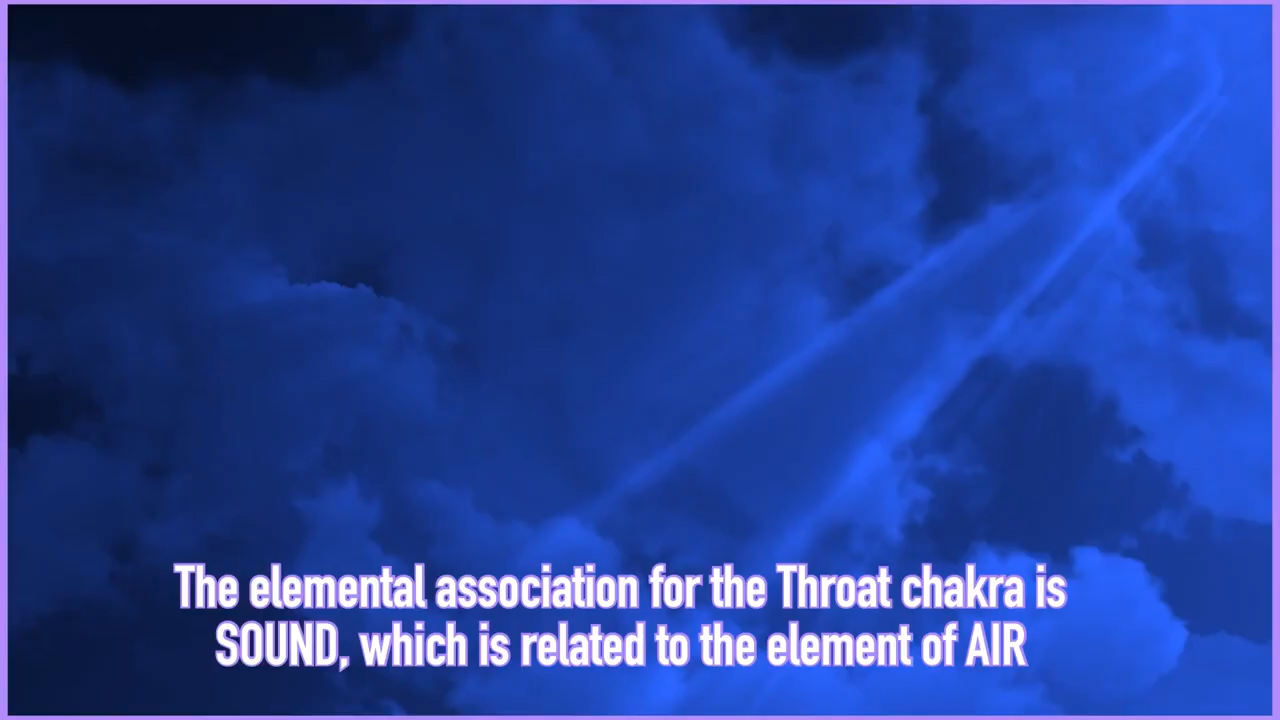 The elemental association for the Throat chakra is
SOUND, which is related to the element of AIR